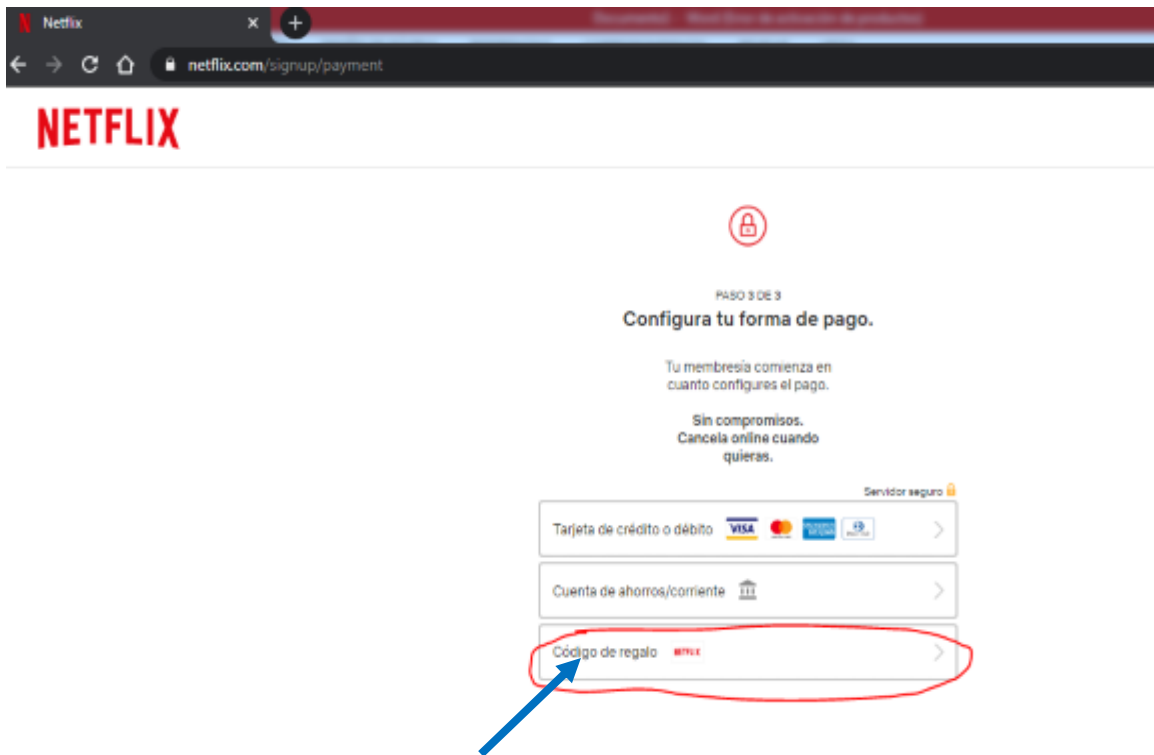 Netflix
netflix.com/signup/payment
NETFLIX
PASO 3 DE 3
Configura tu forma de pago.
Tu membresía comienza en
cuanto configures el pago.
Sin compromisos.
Cancela online cuando
quieras.
Servidor seguro
Tarjeta de crédito o débito VISA
Cuenta de ahorros/corriente
Código de regalo NETFLIX